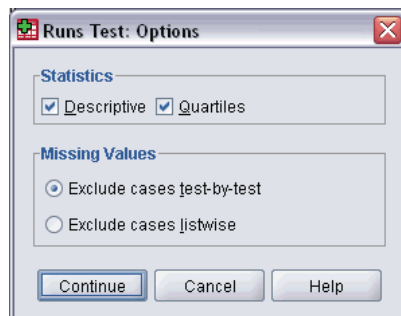 Runs Test: Options
Statistics
Descriptive Quartiles
Missing Values
Exclude cases test-by-test
Exclude cases listwise
Continue Cancel Help